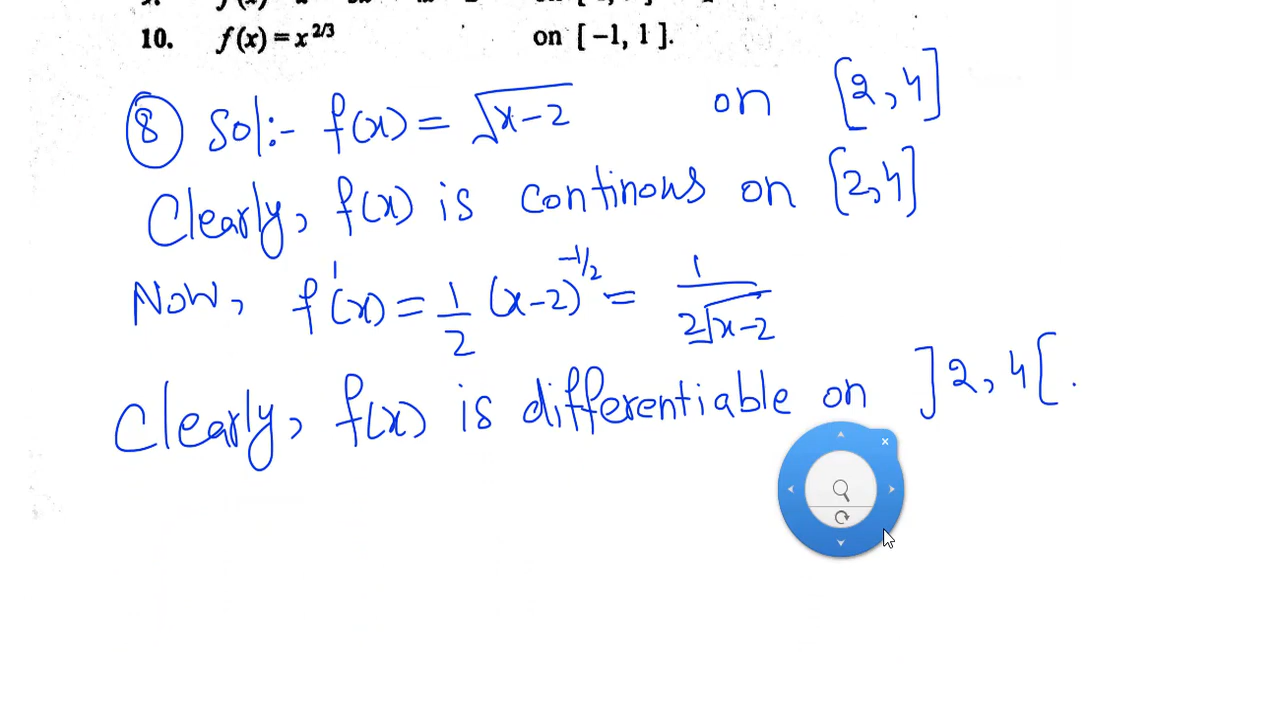 10. f(x) = x^{2/3} on [ −1, 1 ].
⑧ Sol:- f(x) = √(x-2) on [2,4]
Clearly, f(x) is continous on [2,4]
Now, f'(x) = 1/2 (x-2)^{-1/2} = 1/(2√(x-2))
Clearly, f(x) is differentiable on ]2,4[.